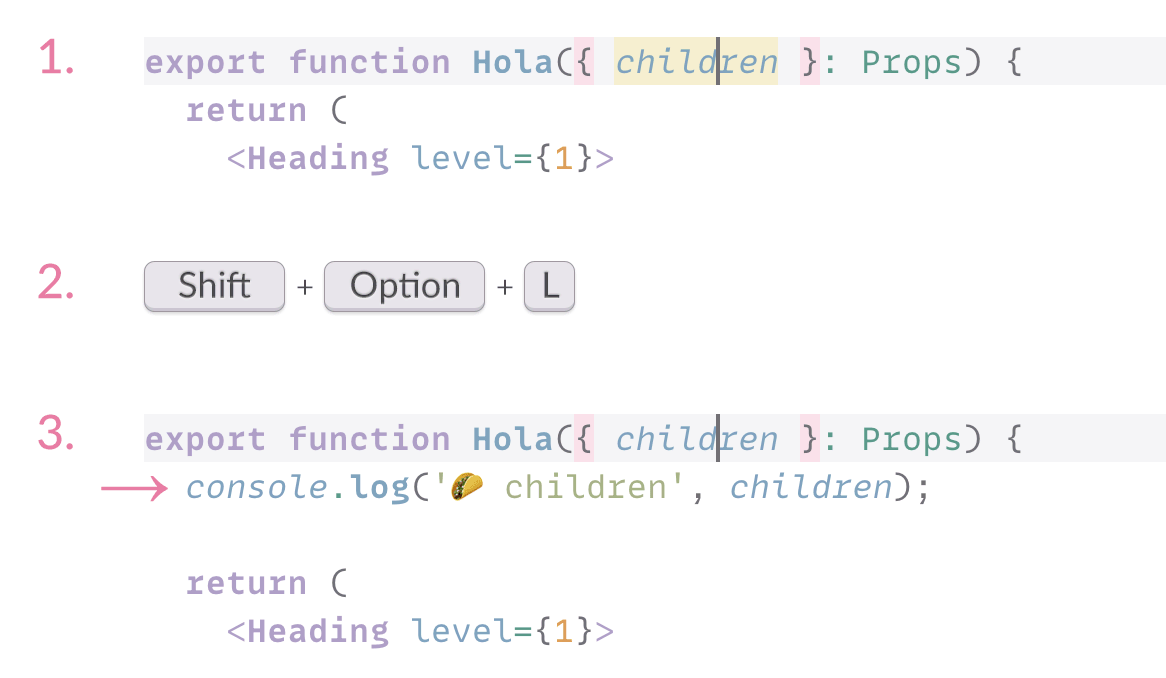 1. export function Hola({ children }: Props) {
return (
<Heading level={1}>
2. Shift + Option + L
3. export function Hola({ children }: Props) {
console.log('🌮 children', children);
return (
<Heading level={1}>